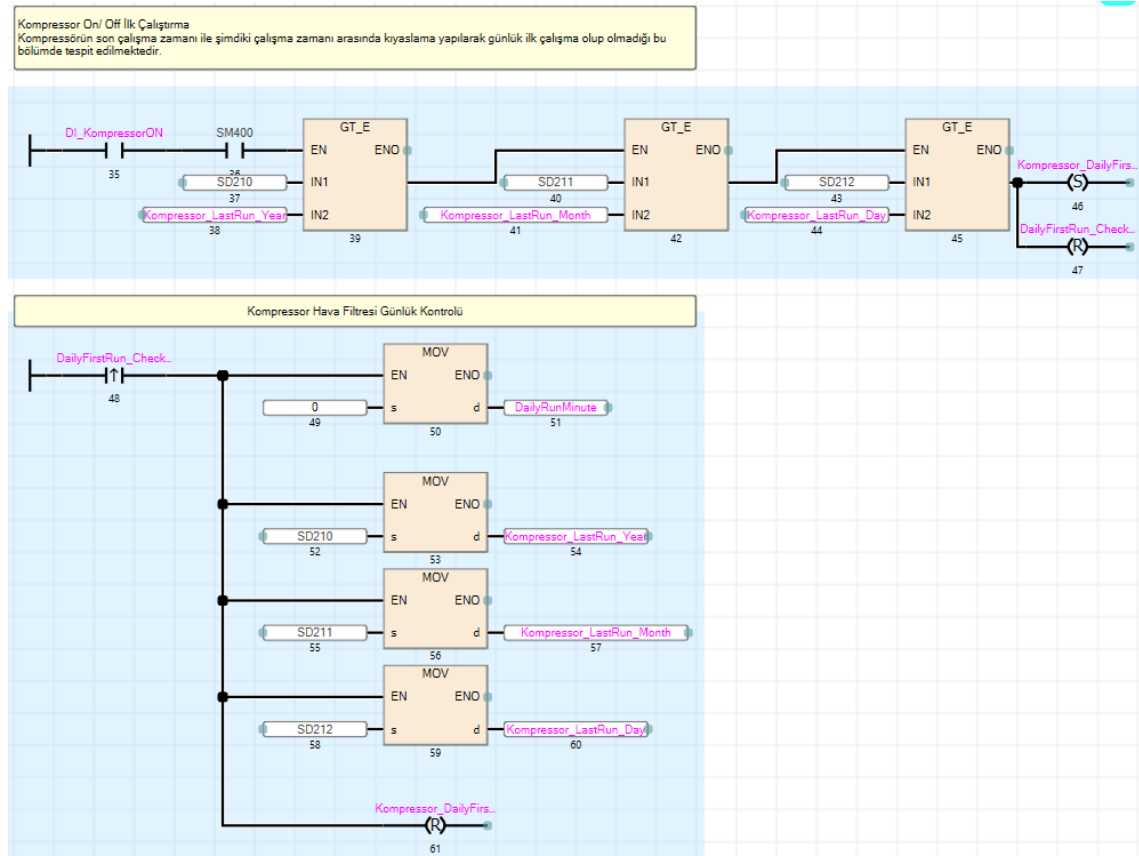 Kompressor On/ Off İlk Çalıştırma
Kompressörün son çalışma zamanı ile şimdiki çalışma zamanı arasında kıyaslama yapılarak günlük ilk çalışma olup olmadığı bu
bölümde tespit edilmektedir.
DI_KompressorON
SM400
GT_E
GT_E
GT_E
EN
ENO
EN
ENO
EN
ENO
35
36
Kompressor_DailyFirs...
SD210
IN1
SD211
IN1
SD212
IN1
S
37
40
43
46
Kompressor_LastRun_Year
IN2
Kompressor_LastRun_Month
IN2
Kompressor_LastRun_Day
IN2
DailyFirstRun_Check...
38
39
41
42
44
45
R
47
Kompressor Hava Filtresi Günlük Kontrolü
DailyFirstRun_Check...
MOV
EN
ENO
48
0
s
d
DailyRunMinute
49
50
51
MOV
EN
ENO
SD210
s
d
Kompressor_LastRun_Year
52
53
54
MOV
EN
ENO
SD211
s
d
Kompressor_LastRun_Month
55
56
57
MOV
EN
ENO
SD212
s
d
Kompressor_LastRun_Day
58
59
60
Kompressor_DailyFirs...
R
61